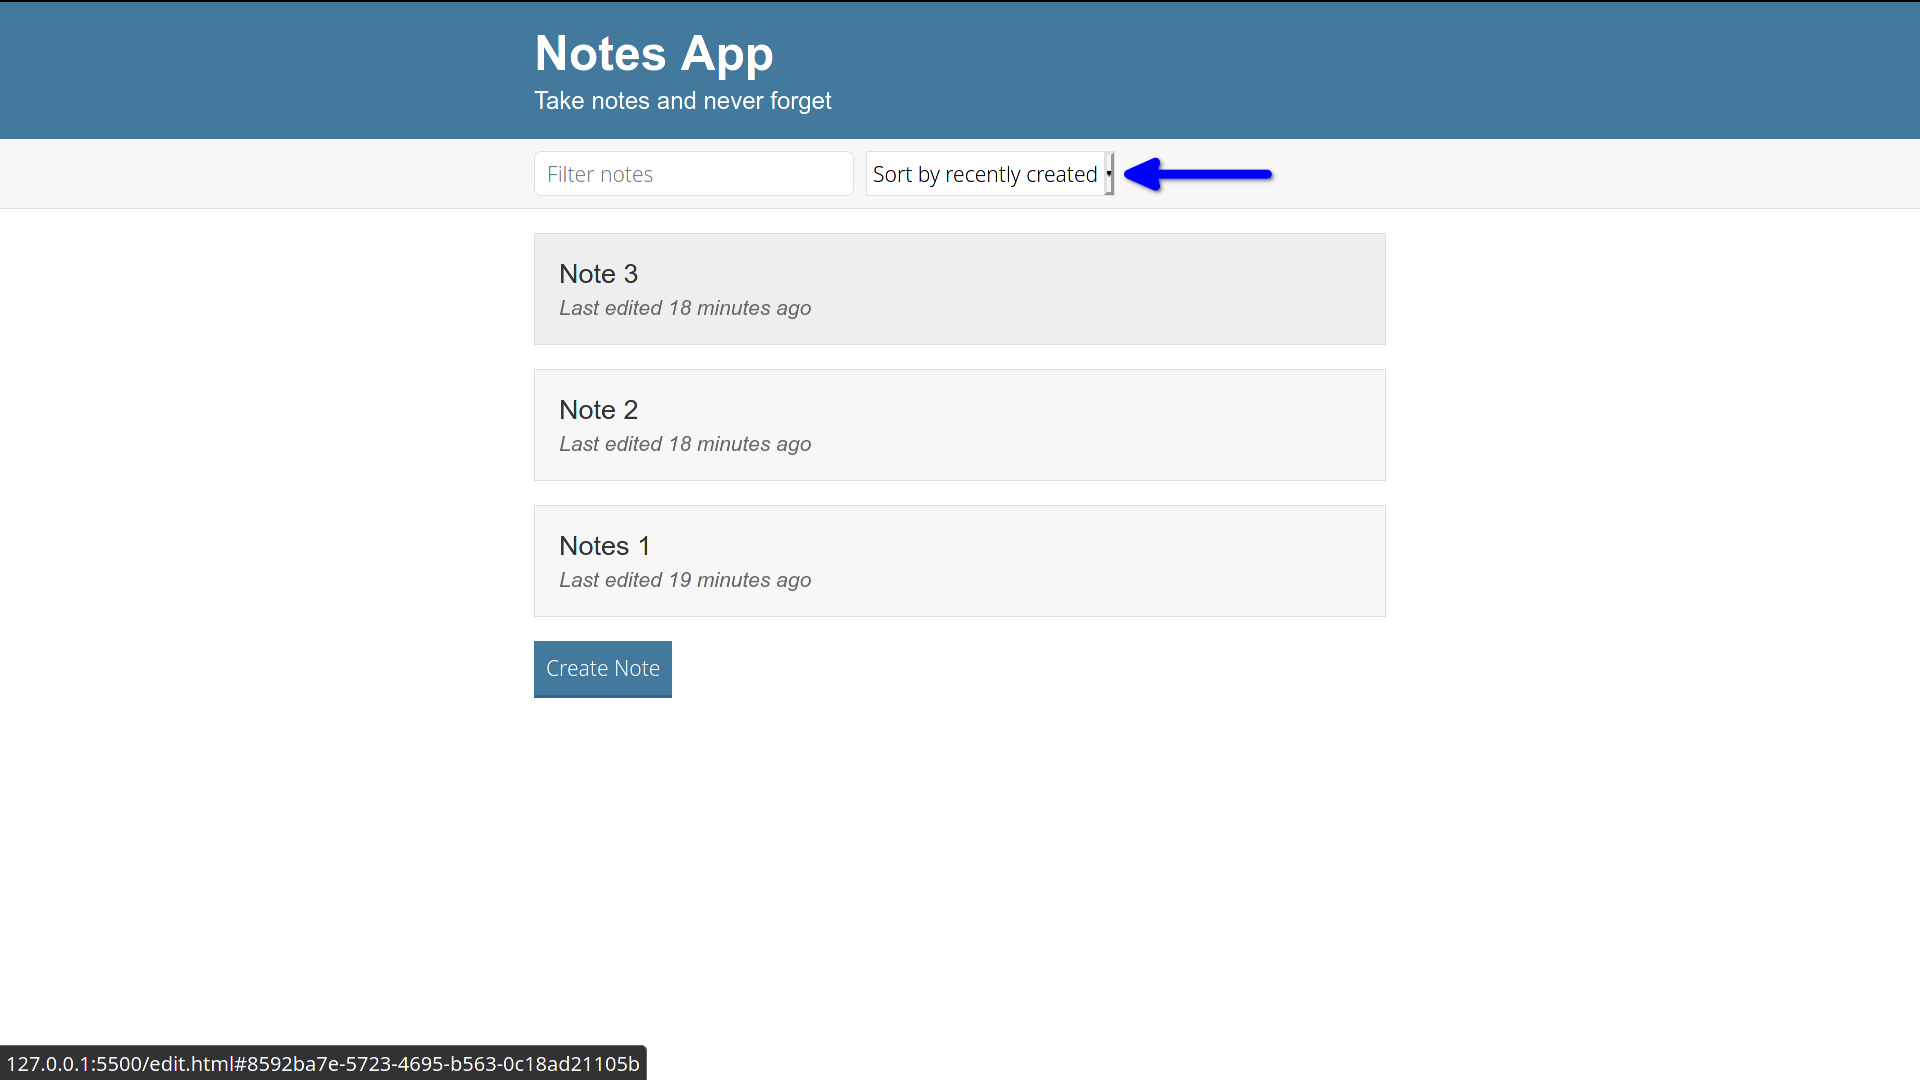 Notes App
Take notes and never forget
Filter notes
Sort by recently created
Note 3
Last edited 18 minutes ago
Note 2
Last edited 18 minutes ago
Notes 1
Last edited 19 minutes ago
Create Note
127.0.0.1:5500/edit.html#8592ba7e-5723-4695-b563-0c18ad21105b